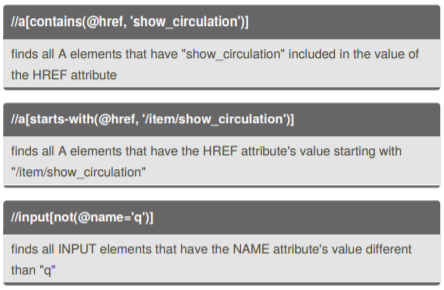 //a[contains(@href, 'show_circulation')]
finds all A elements that have "show_circulation" included in the value of
the HREF attribute
//a[starts-with(@href, '/item/show_circulation')]
finds all A elements that have the HREF attribute's value starting with
"/item/show_circulation"
//input[not(@name='q')]
finds all INPUT elements that have the NAME attribute's value different
than "q"